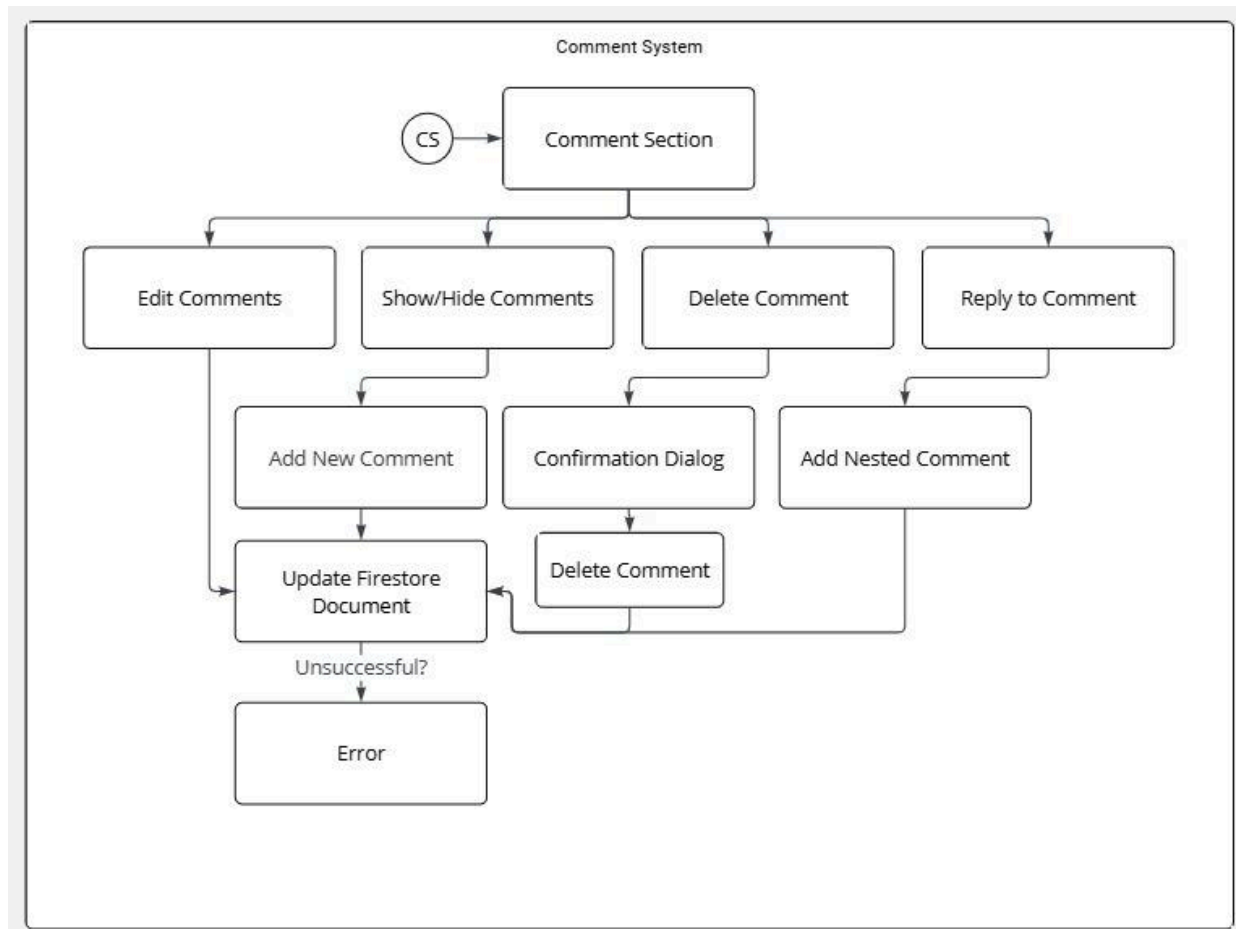 Comment System
CS
Comment Section
Edit Comments
Show/Hide Comments
Delete Comment
Reply to Comment
Add New Comment
Confirmation Dialog
Add Nested Comment
Update Firestore
Document
Delete Comment
Unsuccessful?
Error